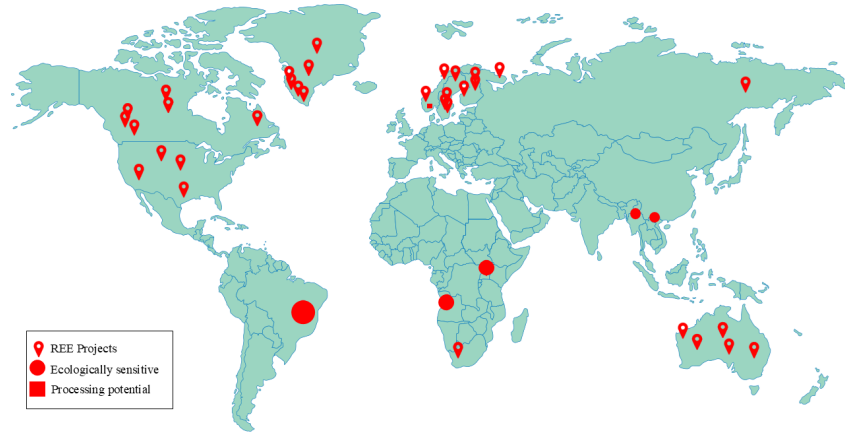 REE Projects
Ecologically sensitive
Processing potential